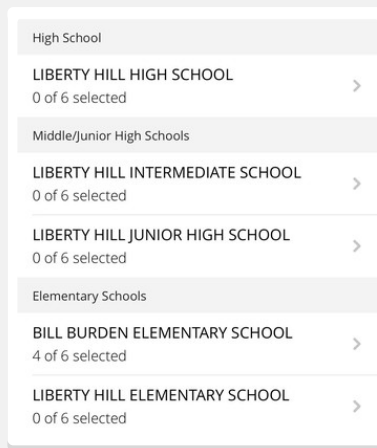 High School
LIBERTY HILL HIGH SCHOOL
0 of 6 selected
Middle/Junior High Schools
LIBERTY HILL INTERMEDIATE SCHOOL
0 of 6 selected
LIBERTY HILL JUNIOR HIGH SCHOOL
0 of 6 selected
Elementary Schools
BILL BURDEN ELEMENTARY SCHOOL
4 of 6 selected
LIBERTY HILL ELEMENTARY SCHOOL
0 of 6 selected